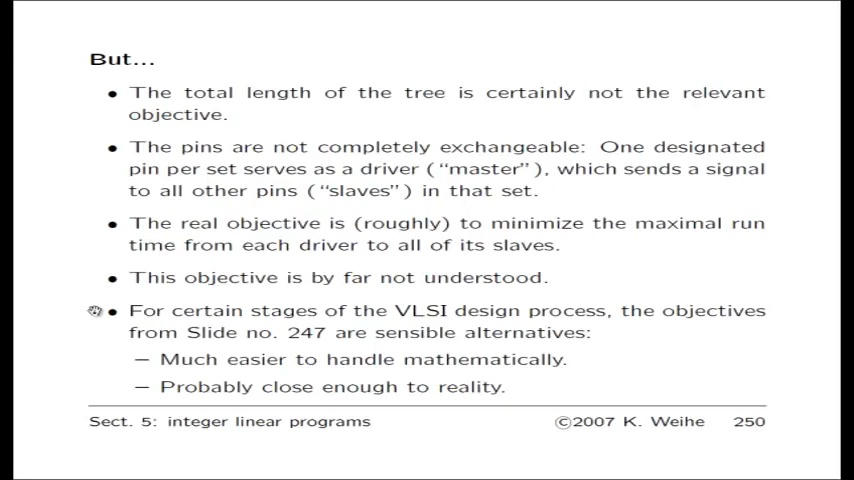 But...
• The total length of the tree is certainly not the relevant
objective.
• The pins are not completely exchangeable: One designated
pin per set serves as a driver (“master”), which sends a signal
to all other pins (“slaves”) in that set.
• The real objective is (roughly) to minimize the maximal run
time from each driver to all of its slaves.
• This objective is by far not understood.
• For certain stages of the VLSI design process, the objectives
from Slide no. 247 are sensible alternatives:
– Much easier to handle mathematically.
– Probably close enough to reality.
Sect. 5: integer linear programs ©2007 K. Weihe 250